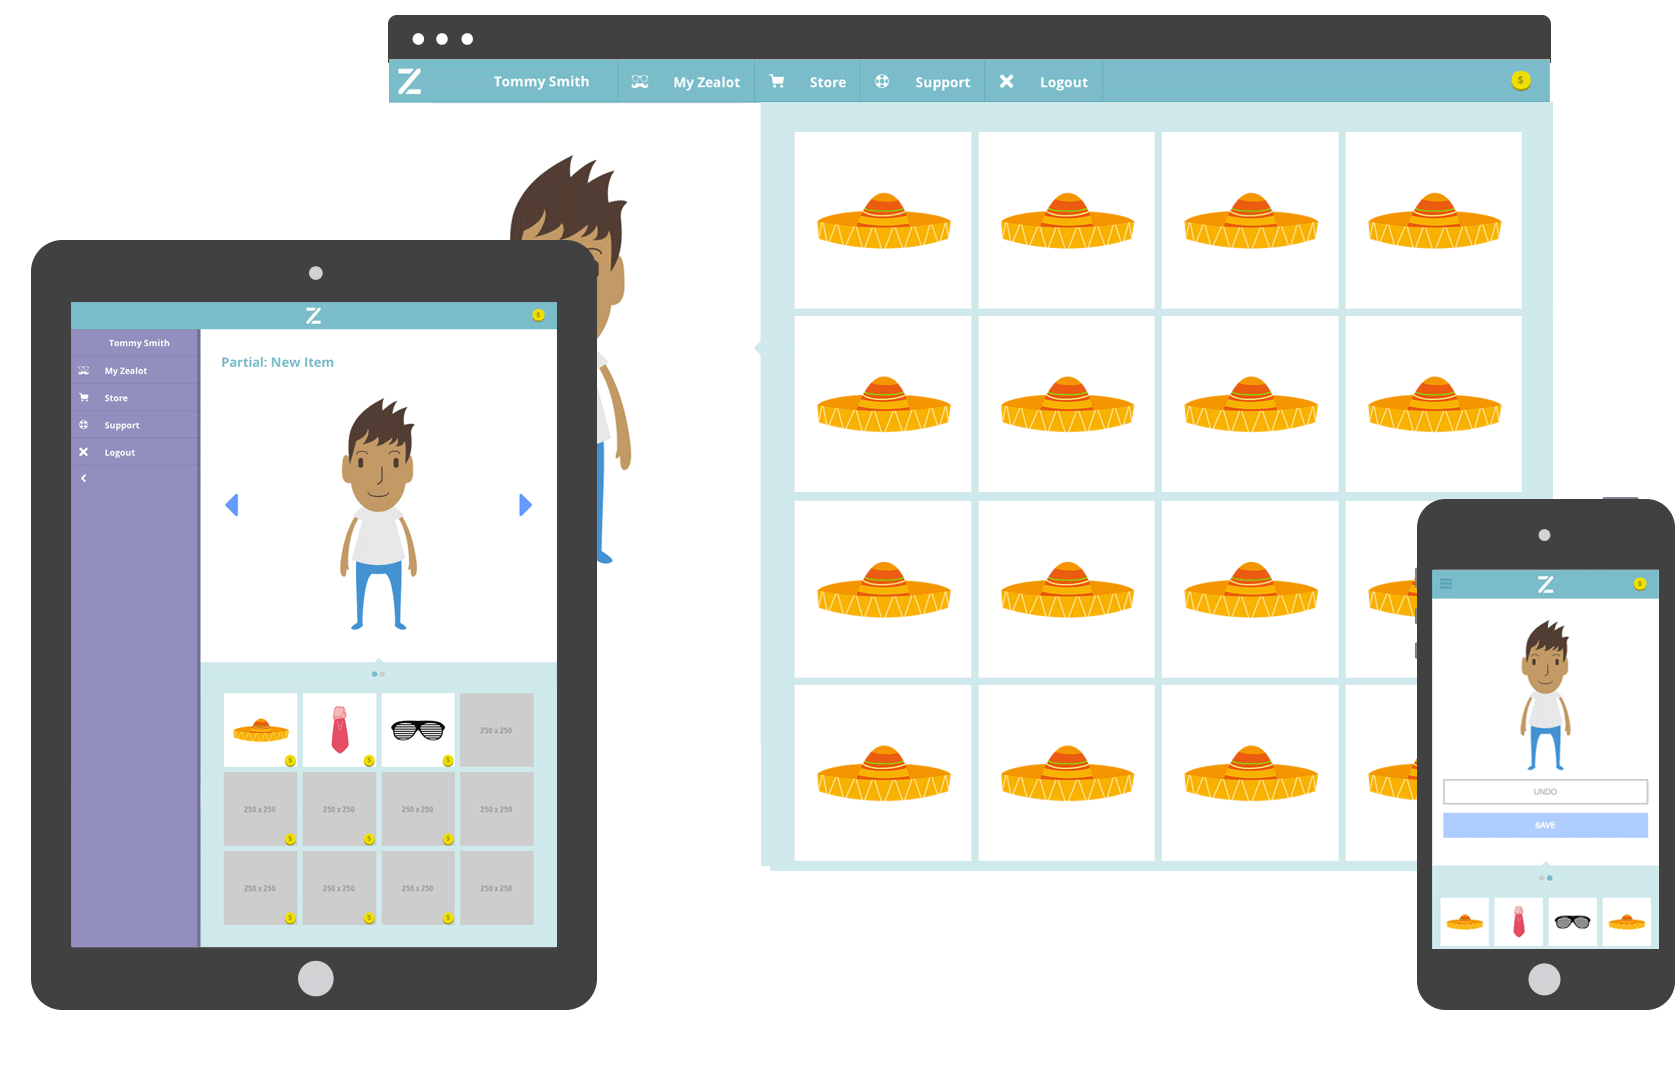 Z Tommy Smith My Zealot Store Support Logout $
Z $
Tommy Smith
My Zealot
Store
Support
Logout
Partial: New Item
250 x 250
$ $ $
250 x 250 250 x 250 250 x 250 250 x 250
$ $ $
250 x 250 250 x 250 250 x 250 250 x 250
$ $ $
Z $
UNDO
SAVE